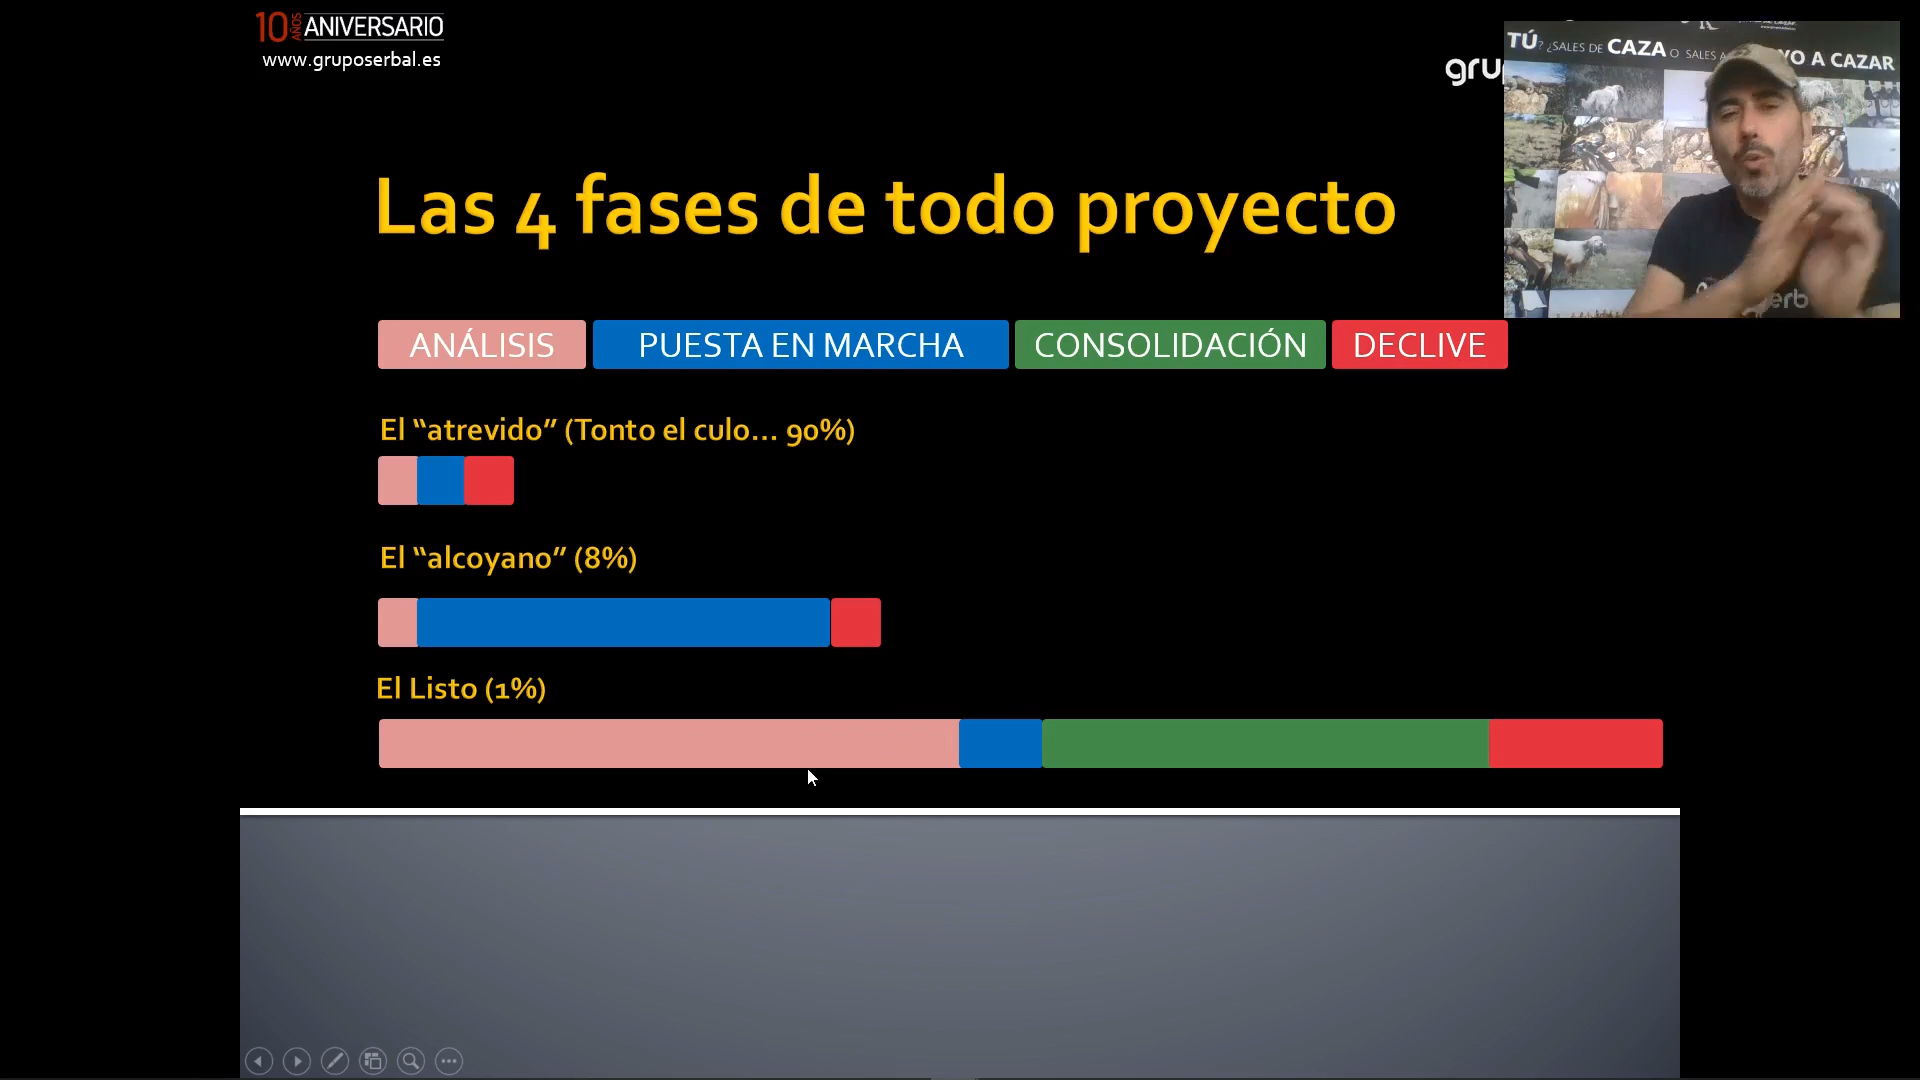 10 AÑOS ANIVERSARIO
www.gruposerbal.es
gru
TÚ? ¿SALES DE CAZA O SALES A
YO A CAZAR
Las 4 fases de todo proyecto
ANÁLISIS
PUESTA EN MARCHA
CONSOLIDACIÓN
DECLIVE
El “atrevido” (Tonto el culo... 90%)
El “alcoyano” (8%)
El Listo (1%)